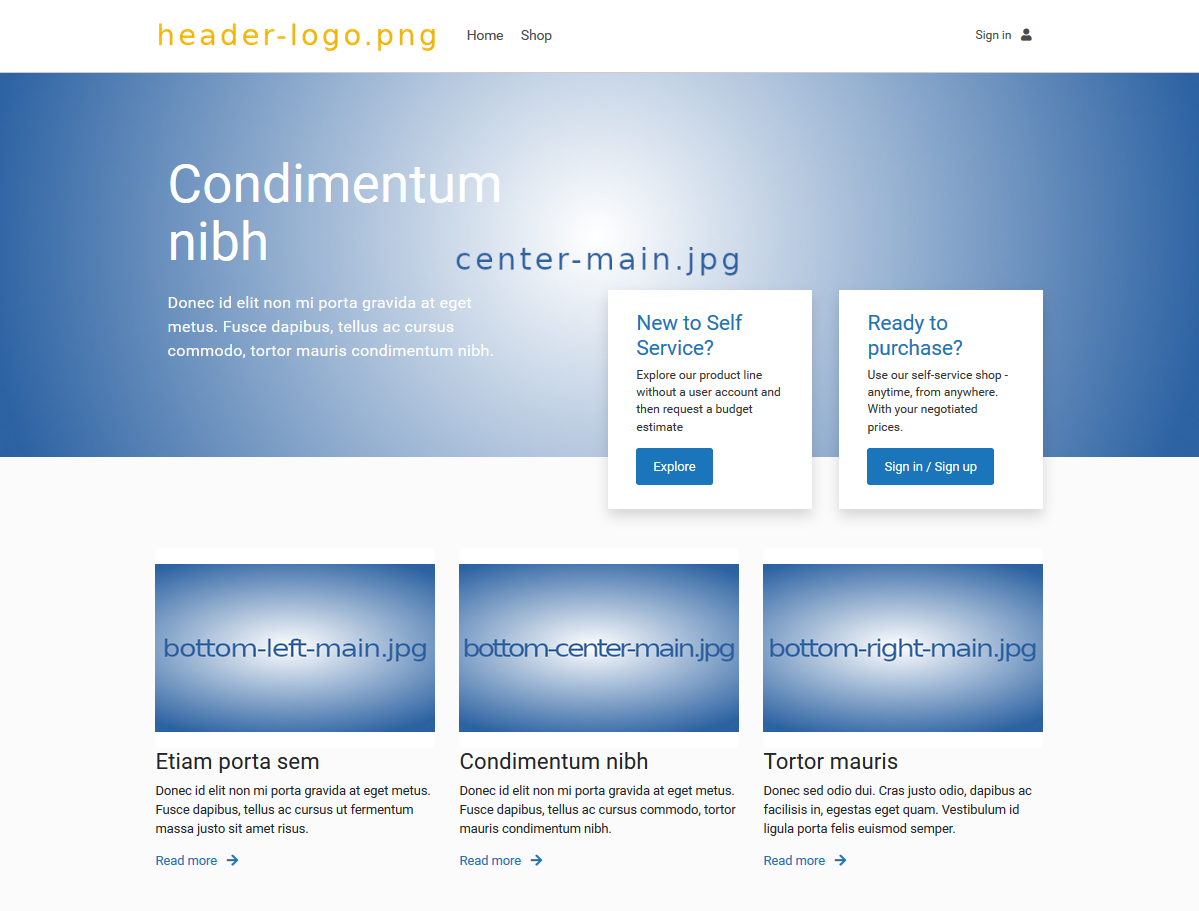 header-logo.png
Home
Shop
Sign in
Condimentum
nibh
center-main.jpg
Donec id elit non mi porta gravida at eget
metus. Fusce dapibus, tellus ac cursus
commodo, tortor mauris condimentum nibh.
New to Self
Service?
Explore our product line
without a user account and
then request a budget
estimate
Explore
Ready to
purchase?
Use our self-service shop -
anytime, from anywhere.
With your negotiated
prices.
Sign in / Sign up
bottom-left-main.jpg
Etiam porta sem
Donec id elit non mi porta gravida at eget metus.
Fusce dapibus, tellus ac cursus ut fermentum
massa justo sit amet risus.
Read more
bottom-center-main.jpg
Condimentum nibh
Donec id elit non mi porta gravida at eget metus.
Fusce dapibus, tellus ac cursus commodo, tortor
mauris condimentum nibh.
Read more
bottom-right-main.jpg
Tortor mauris
Donec sed odio dui. Cras justo odio, dapibus ac
facilisis in, egestas eget quam. Vestibulum id
ligula porta felis euismod semper.
Read more